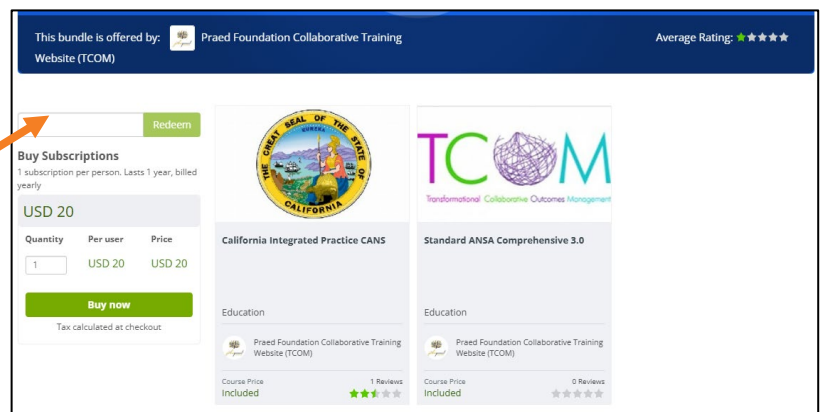 This bundle is offered by: Praed Foundation Collaborative Training
Website (TCOM)
Average Rating:
Redeem
Buy Subscriptions
1 subscription per person. Lasts 1 year, billed
yearly
USD 20
Quantity Per user Price
1 USD 20 USD 20
Buy now
Tax calculated at checkout
THE GREAT SEAL OF THE STATE OF
EUREKA
CALIFORNIA
California Integrated Practice CANS
Education
Praed Foundation Collaborative Training
Website (TCOM)
Course Price 1 Reviews
Included
TCOM
Transformational Collaborative Outcomes Management
Standard ANSA Comprehensive 3.0
Education
Praed Foundation Collaborative Training
Website (TCOM)
Course Price 0 Reviews
Included